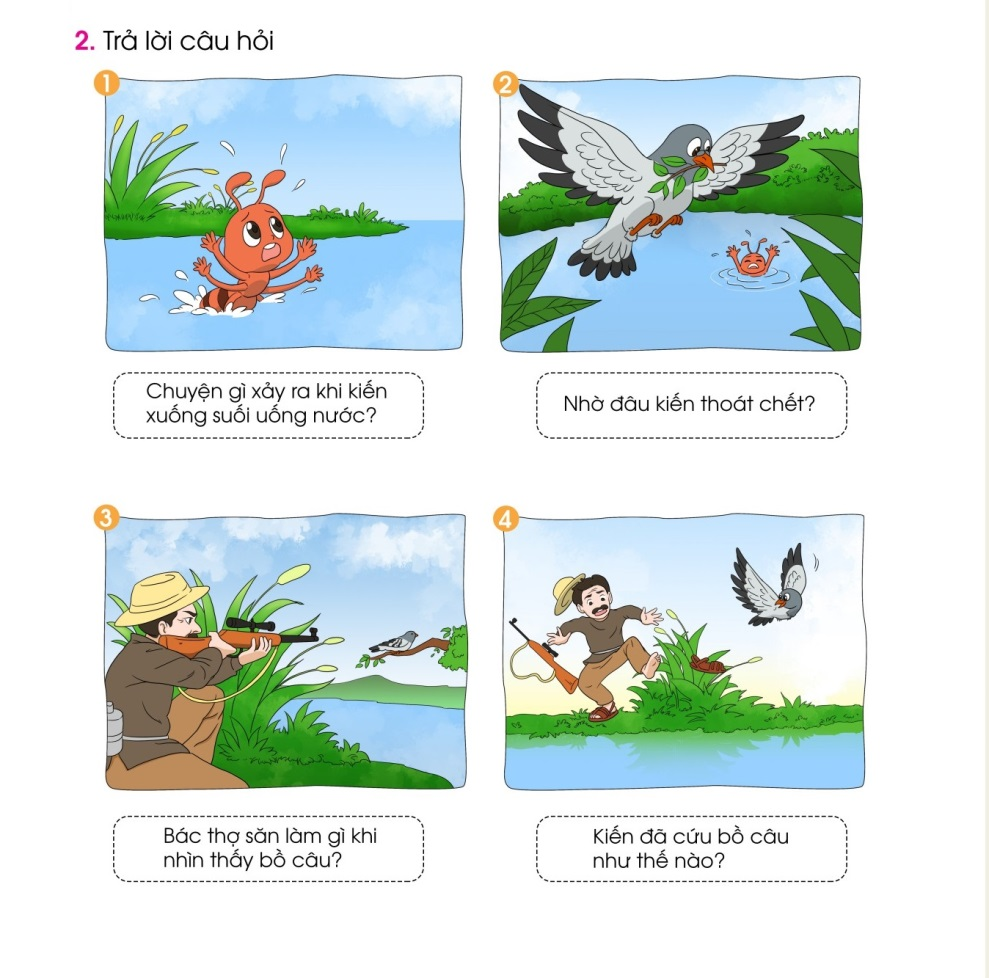 2. Trả lời câu hỏi
1
2
Chuyện gì xảy ra khi kiến
xuống suối uống nước?
Nhờ đâu kiến thoát chết?
3
4
Bác thợ săn làm gì khi
nhìn thấy bồ câu?
Kiến đã cứu bồ câu
như thế nào?